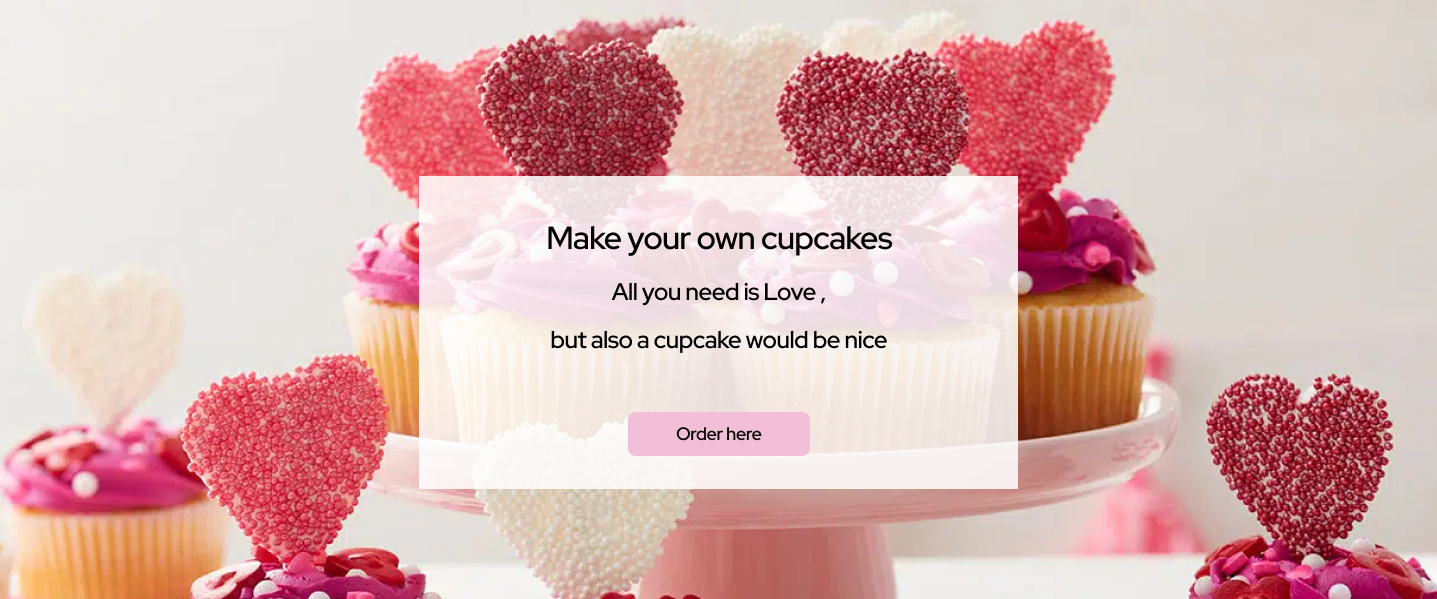 Make your own cupcakes
All you need is Love ,
but also a cupcake would be nice
Order here